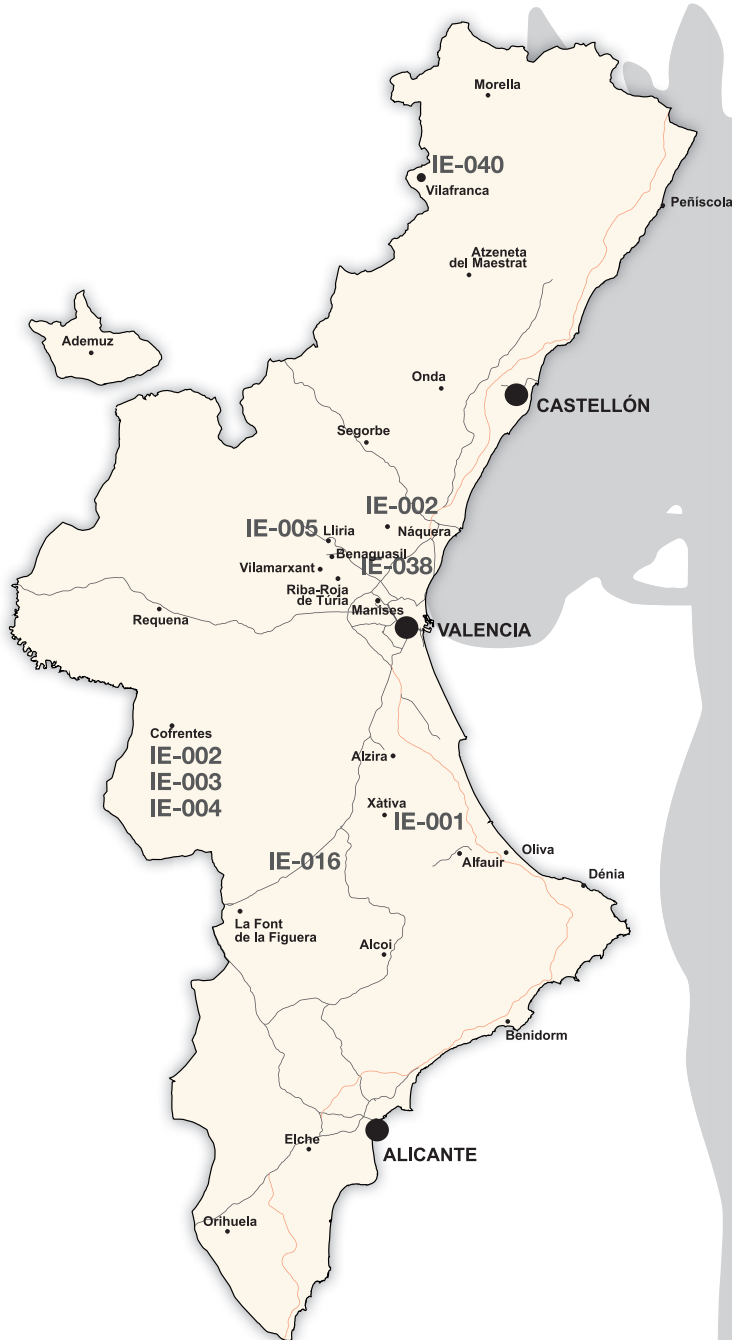 Morella
IE-040
Vilafranca
Peñíscola
Atzeneta
del Maestrat
Ademuz
Onda
CASTELLÓN
Segorbe
IE-002
IE-005
Lliria
Náquera
Benaguasil
Vilamarxant
IE-038
Riba-Roja
de Túria
Manises
Requena
VALENCIA
Cofrentes
IE-002
IE-003
IE-004
Alzira
Xàtiva
IE-001
Oliva
IE-016
Alfauir
Dénia
La Font
de la Figuera
Alcoi
Benidorm
Elche
ALICANTE
Orihuela